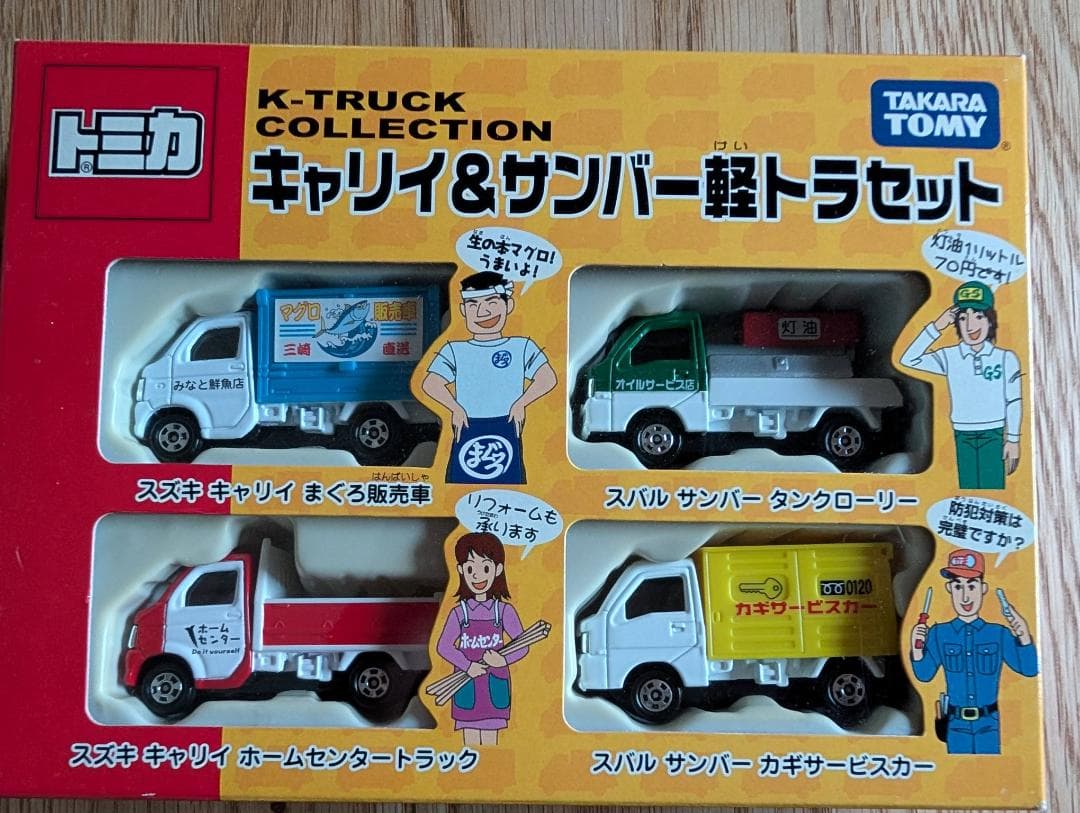 トミカ®
K-TRUCK
COLLECTION
TAKARA
TOMY®
けい
キャリイ&サンバー軽トラセット
生の本マグロ!
うまいよ!
灯油1リットル
70円です!
マグロ 販売車
三崎 直送
みなと鮮魚店
まぐろ
灯油
オイルサービス店
GS
GS
はんばいしゃ
スズキ キャリイ まぐろ販売車
スバル サンバー タンクローリー
リフォームも
承ります
防犯対策は
完璧ですか?
ホーム
センター
Do it yourself
ホームセンター
0120
カギサービスカー
スズキ キャリイ ホームセンタートラック
スバル サンバー カギサービスカー